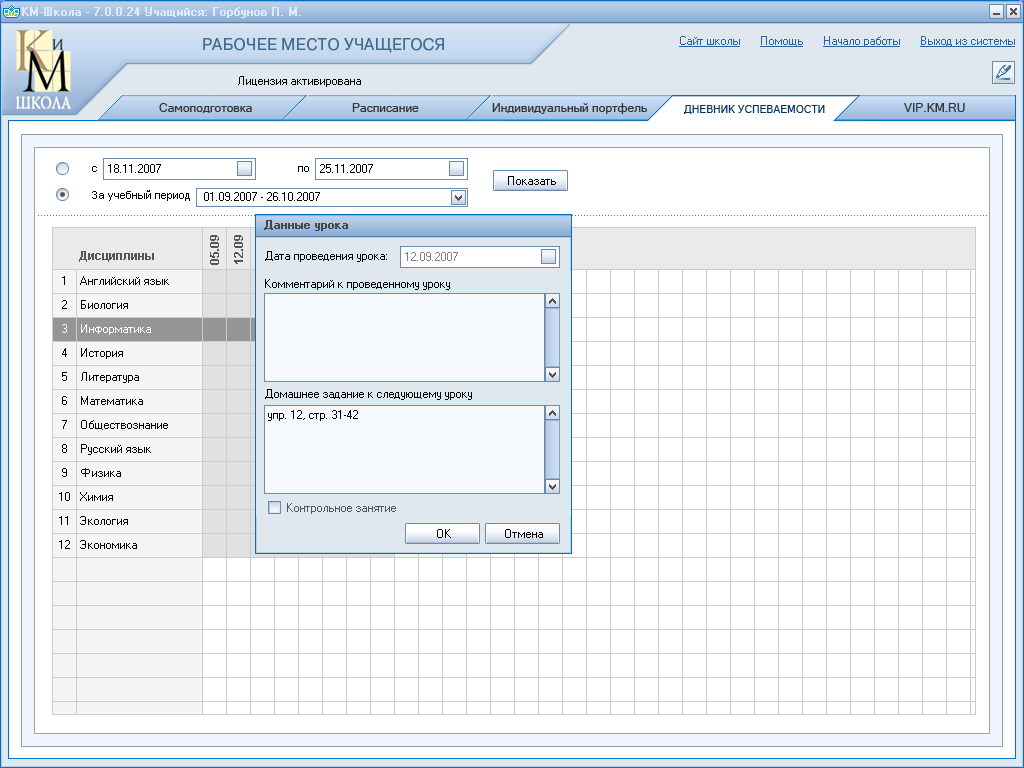 КМ-Школа - 7.0.0.24 Учащийся: Горбунов П. М.
КИ
М
ШКОЛА
РАБОЧЕЕ МЕСТО УЧАЩЕГОСЯ
Сайт школы Помощь Начало работы Выход из системы
Лицензия активирована
Самоподготовка Расписание Индивидуальный портфель ДНЕВНИК УСПЕВАЕМОСТИ VIP.KM.RU
с 18.11.2007 по 25.11.2007
Показать
За учебный период 01.09.2007 - 26.10.2007
Дисциплины 05.09 12.09
1 Английский язык
2 Биология
3 Информатика
4 История
5 Литература
6 Математика
7 Обществознание
8 Русский язык
9 Физика
10 Химия
11 Экология
12 Экономика
Данные урока
Дата проведения урока: 12.09.2007
Комментарий к проведенному уроку
Домашнее задание к следующему уроку
упр. 12, стр. 31-42
Контрольное занятие
ОК Отмена